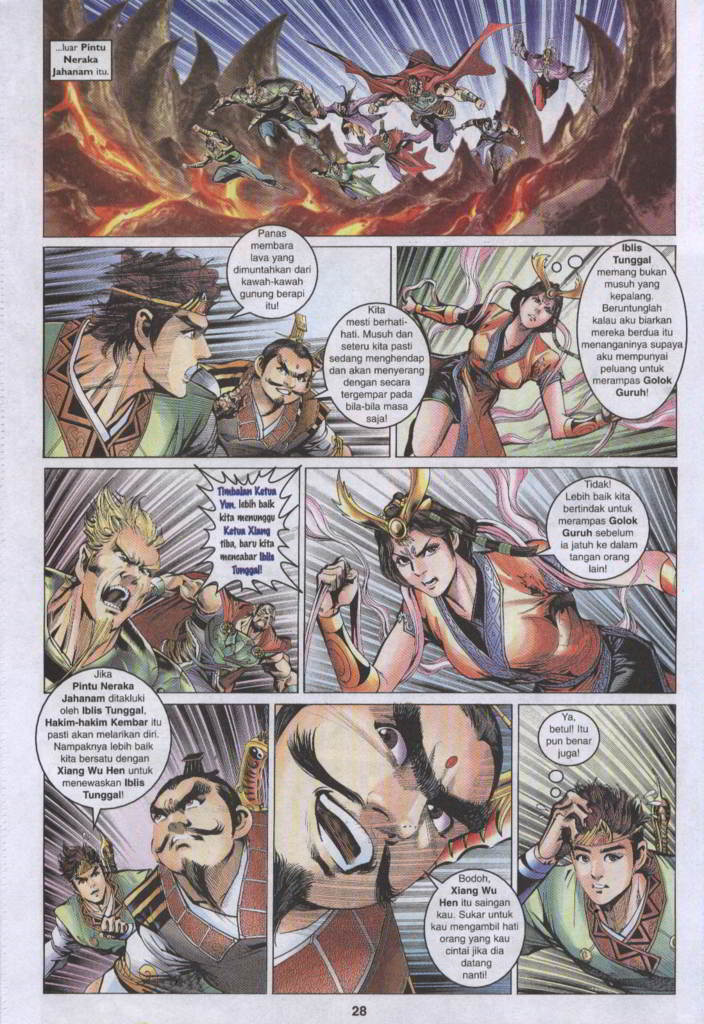 ...luar Pintu
Neraka
Jahanam itu.
Panas
membara
lava yang
dimuntahkan dari
kawah-kawah
gunung berapi
itu!
Kita
mesti berhati-
hati. Musuh dan
seteru kita pasti
sedang menghendap
dan akan menyerang
dengan secara
tergempar pada
bila-bila masa
saja!
Iblis
Tunggal
memang bukan
musuh yang
kepalang.
Beruntunglah
kalau aku biarkan
mereka berdua itu
menanganinya supaya
aku mempunyai
peluang untuk
merampas Golok
Guruh!
Timbalan Ketua
Yun, lebih baik
kita menunggu
Ketua Xiang
tiba, baru kita
mencabar Iblis
Tunggal!
Tidak!
Lebih baik kita
bertindak untuk
merampas Golok
Guruh sebelum
ia jatuh ke dalam
tangan orang
lain!
Jika
Pintu Neraka
Jahanam ditakluki
oleh Iblis Tunggal,
Hakim-hakim Kembar itu
pasti akan melarikan diri.
Nampaknya lebih baik
kita bersatu dengan
Xiang Wu Hen untuk
menewaskan Iblis
Tunggal!
Bodoh,
Xiang Wu
Hen itu saingan
kau. Sukar untuk
kau mengambil hati
orang yang kau
cintai jika dia
datang
nanti!
Ya,
betul! Itu
pun benar
juga!
28